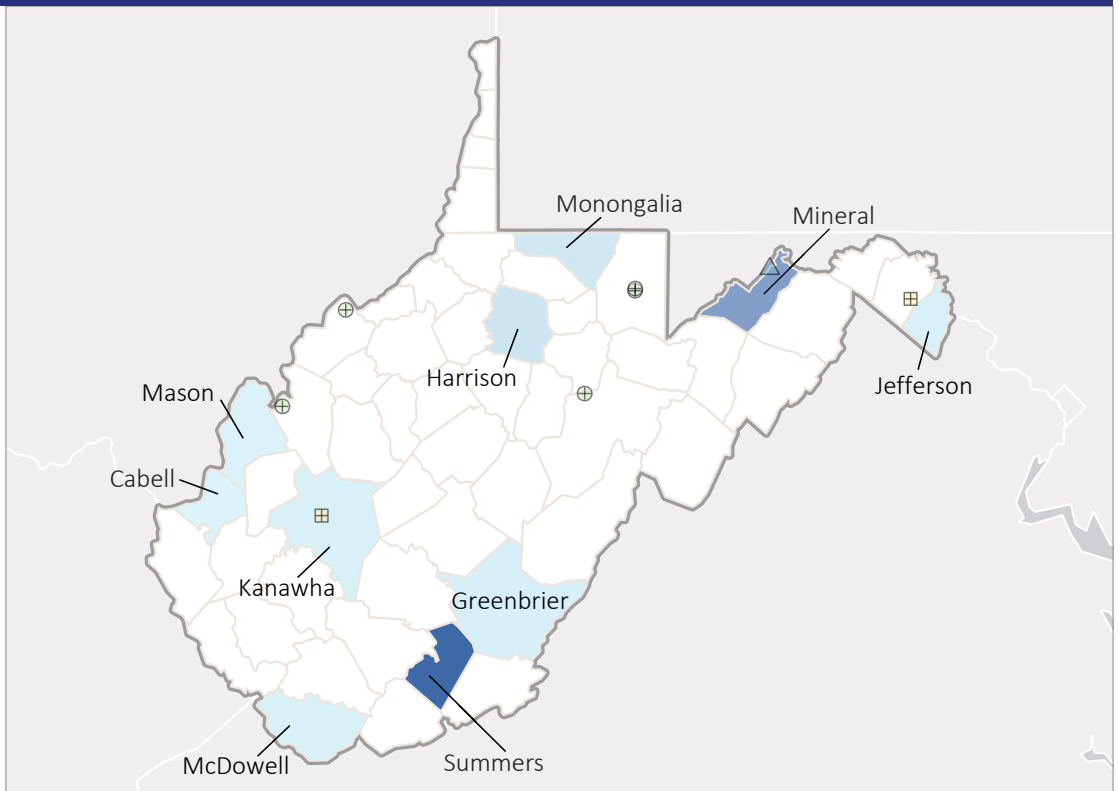 Monongalia
Mineral
Harrison
Jefferson
Mason
Cabell
Kanawha
Greenbrier
McDowell
Summers